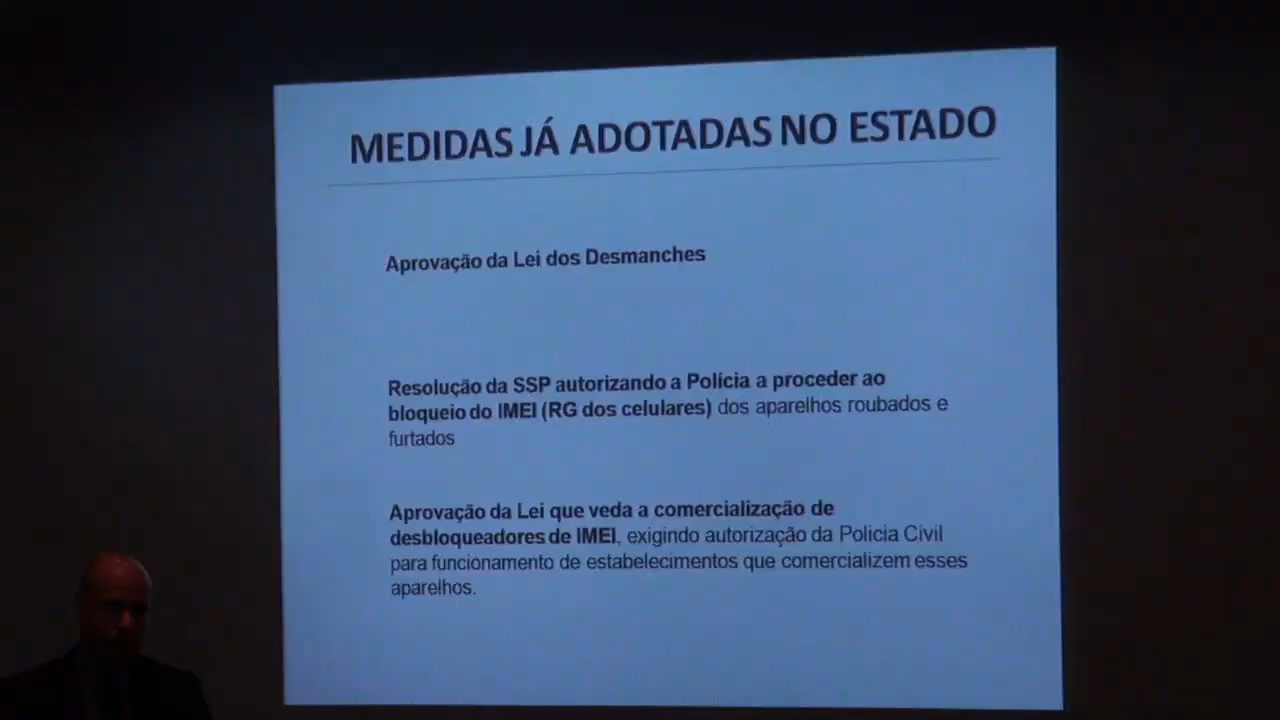 MEDIDAS JÁ ADOTADAS NO ESTADO
Aprovação da Lei dos Desmanches
Resolução da SSP autorizando a Polícia a proceder ao
bloqueio do IMEI (RG dos celulares) dos aparelhos roubados e
furtados
Aprovação da Lei que veda a comercialização de
desbloqueadores de IMEI, exigindo autorização da Policia Civil
para funcionamento de estabelecimentos que comercializem esses
aparelhos.